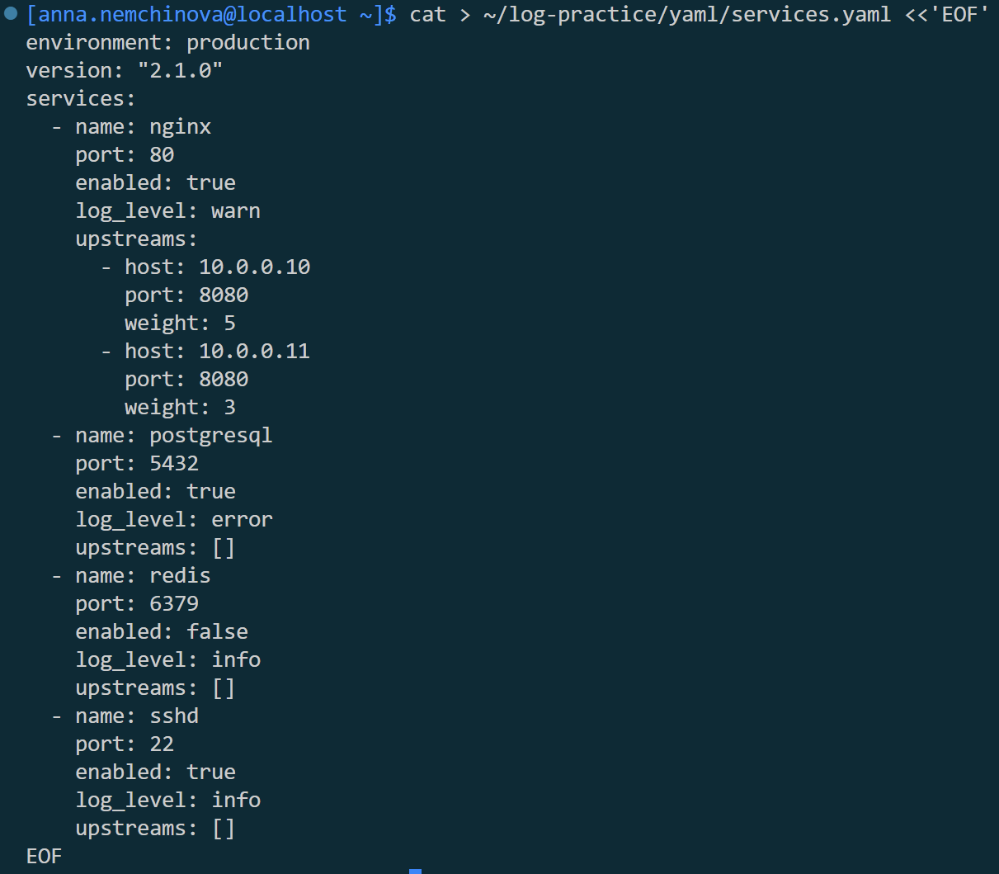 [anna.nemchinova@localhost ~]$ cat > ~/log-practice/yaml/services.yaml <<'EOF'
environment: production
version: "2.1.0"
services:
  - name: nginx
    port: 80
    enabled: true
    log_level: warn
    upstreams:
      - host: 10.0.0.10
        port: 8080
        weight: 5
      - host: 10.0.0.11
        port: 8080
        weight: 3
  - name: postgresql
    port: 5432
    enabled: true
    log_level: error
    upstreams: []
  - name: redis
    port: 6379
    enabled: false
    log_level: info
    upstreams: []
  - name: sshd
    port: 22
    enabled: true
    log_level: info
    upstreams: []
EOF